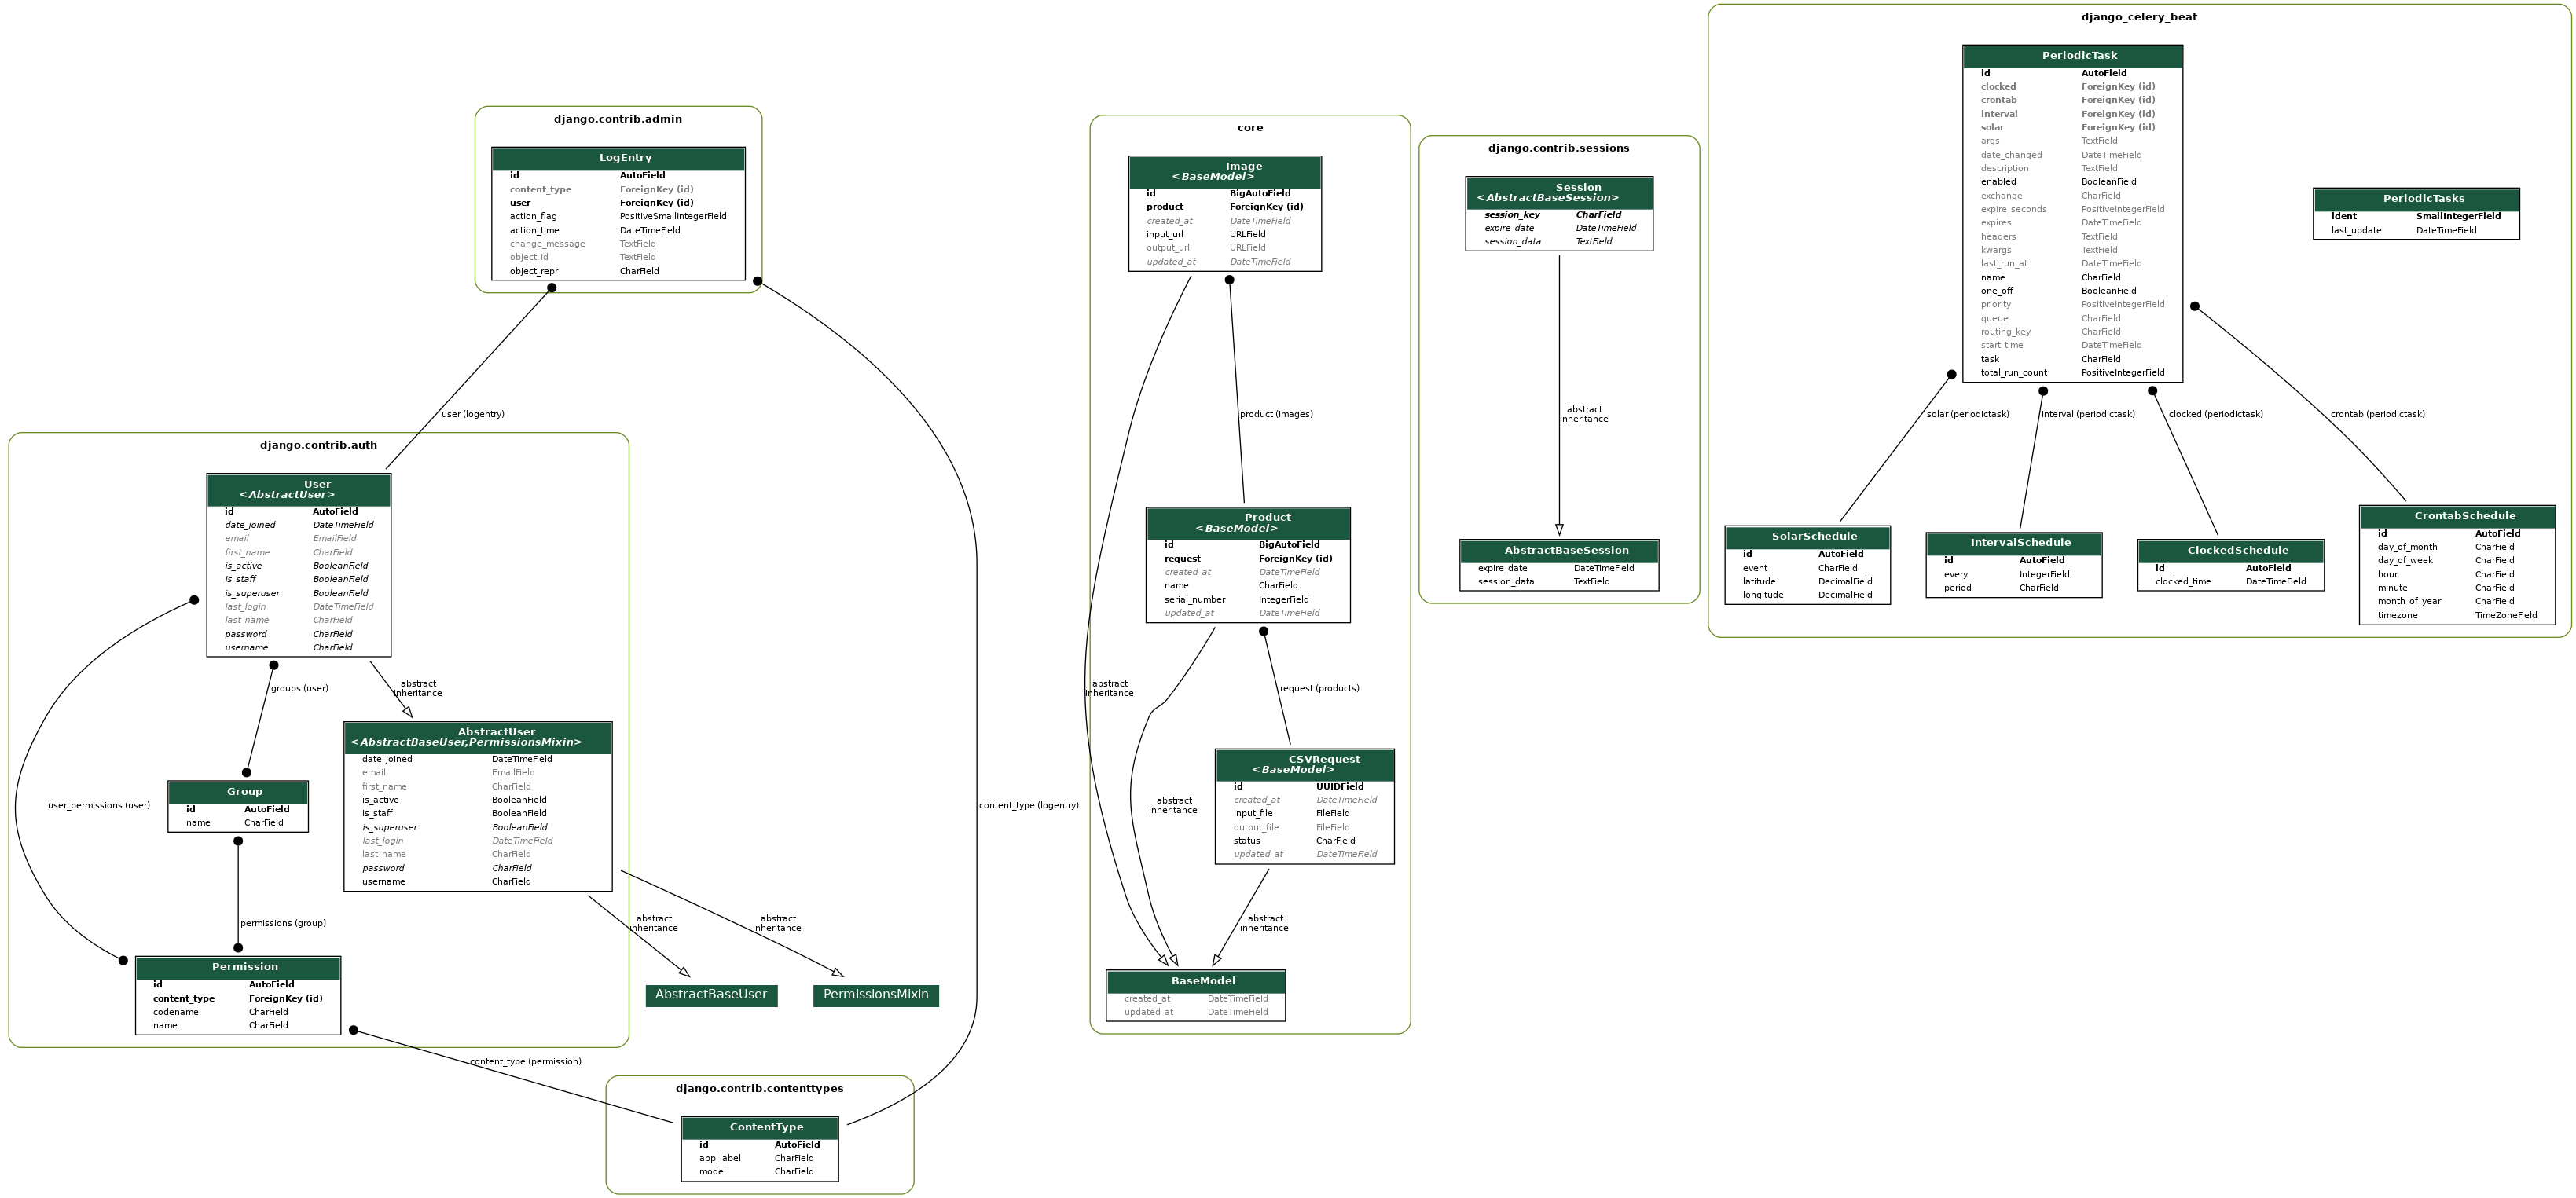 django.contrib.admin
LogEntry
id AutoField
content_type ForeignKey (id)
user ForeignKey (id)
action_flag PositiveSmallIntegerField
action_time DateTimeField
change_message TextField
object_id TextField
object_repr CharField
user (logentry)
content_type (logentry)
django.contrib.auth
User
<AbstractUser>
id AutoField
date_joined DateTimeField
email EmailField
first_name CharField
is_active BooleanField
is_staff BooleanField
is_superuser BooleanField
last_login DateTimeField
last_name CharField
password CharField
username CharField
groups (user)
abstract
inheritance
user_permissions (user)
Group
id AutoField
name CharField
permissions (group)
AbstractUser
<AbstractBaseUser,PermissionsMixin>
date_joined DateTimeField
email EmailField
first_name CharField
is_active BooleanField
is_staff BooleanField
is_superuser BooleanField
last_login DateTimeField
last_name CharField
password CharField
username CharField
abstract
inheritance
abstract
inheritance
AbstractBaseUser
PermissionsMixin
Permission
id AutoField
content_type ForeignKey (id)
codename CharField
name CharField
content_type (permission)
django.contrib.contenttypes
ContentType
id AutoField
app_label CharField
model CharField
core
Image
<BaseModel>
id BigAutoField
product ForeignKey (id)
created_at DateTimeField
input_url URLField
output_url URLField
updated_at DateTimeField
product (images)
Product
<BaseModel>
id BigAutoField
request ForeignKey (id)
created_at DateTimeField
name CharField
serial_number IntegerField
updated_at DateTimeField
abstract
inheritance
request (products)
CSVRequest
<BaseModel>
id UUIDField
created_at DateTimeField
input_file FileField
output_file FileField
status CharField
updated_at DateTimeField
abstract
inheritance
abstract
inheritance
BaseModel
created_at DateTimeField
updated_at DateTimeField
django.contrib.sessions
Session
<AbstractBaseSession>
session_key CharField
expire_date DateTimeField
session_data TextField
abstract
inheritance
AbstractBaseSession
expire_date DateTimeField
session_data TextField
django_celery_beat
PeriodicTask
id AutoField
clocked ForeignKey (id)
crontab ForeignKey (id)
interval ForeignKey (id)
solar ForeignKey (id)
args TextField
date_changed DateTimeField
description TextField
enabled BooleanField
exchange CharField
expire_seconds PositiveIntegerField
expires DateTimeField
headers TextField
kwargs TextField
last_run_at DateTimeField
name CharField
one_off BooleanField
priority PositiveIntegerField
queue CharField
routing_key CharField
start_time DateTimeField
task CharField
total_run_count PositiveIntegerField
PeriodicTasks
ident SmallIntegerField
last_update DateTimeField
solar (periodictask)
interval (periodictask)
clocked (periodictask)
crontab (periodictask)
SolarSchedule
id AutoField
event CharField
latitude DecimalField
longitude DecimalField
IntervalSchedule
id AutoField
every IntegerField
period CharField
ClockedSchedule
id AutoField
clocked_time DateTimeField
CrontabSchedule
id AutoField
day_of_month CharField
day_of_week CharField
hour CharField
minute CharField
month_of_year CharField
timezone TimeZoneField